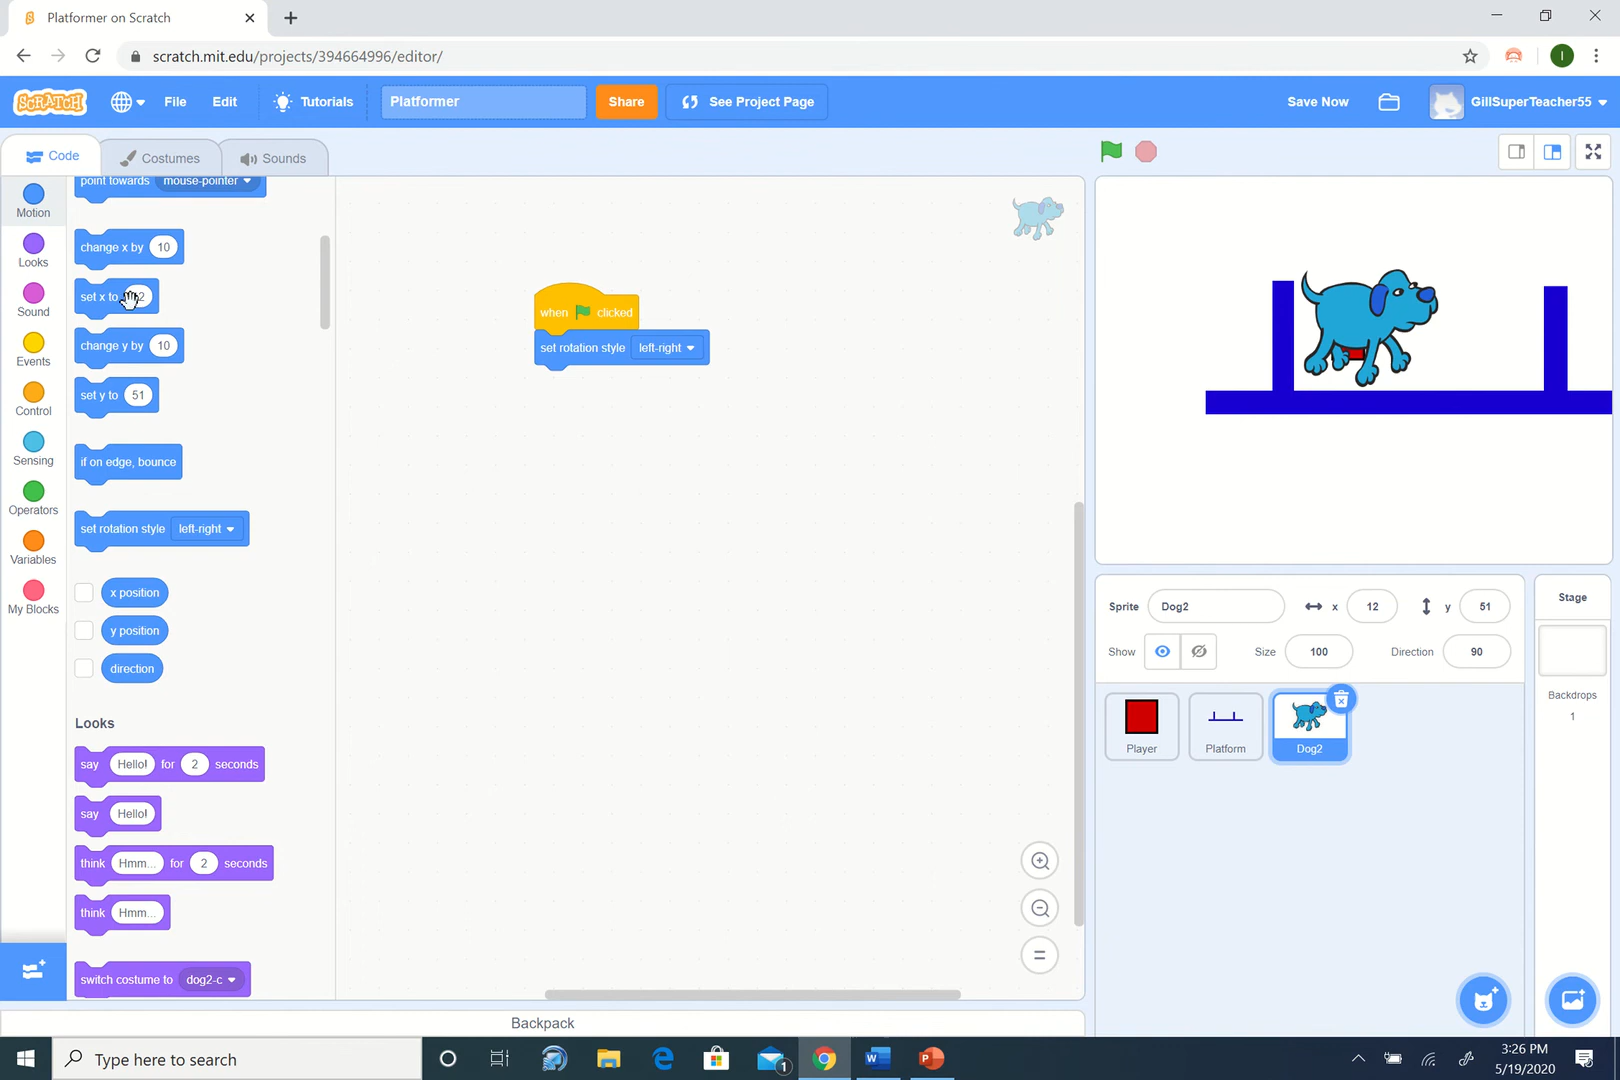 Platformer on Scratch
scratch.mit.edu/projects/394664996/editor/
I
SCRATCH
File
Edit
Tutorials
Platformer
Share
See Project Page
Save Now
GillSuperTeacher55
Code
Costumes
Sounds
Motion
Looks
Sound
Events
Control
Sensing
Operators
Variables
My Blocks
point towards mouse-pointer
change x by 10
set x to
change y by 10
set y to 51
if on edge, bounce
set rotation style left-right
x position
y position
direction
Looks
say Hello! for 2 seconds
say Hello!
think Hmm... for 2 seconds
think Hmm...
switch costume to dog2-c
when clicked
set rotation style left-right
Sprite Dog2 x 12 y 51
Show Size 100 Direction 90
Player
Platform
Dog2
Stage
Backdrops
1
Backpack
Type here to search
1
3:26 PM
5/19/2020